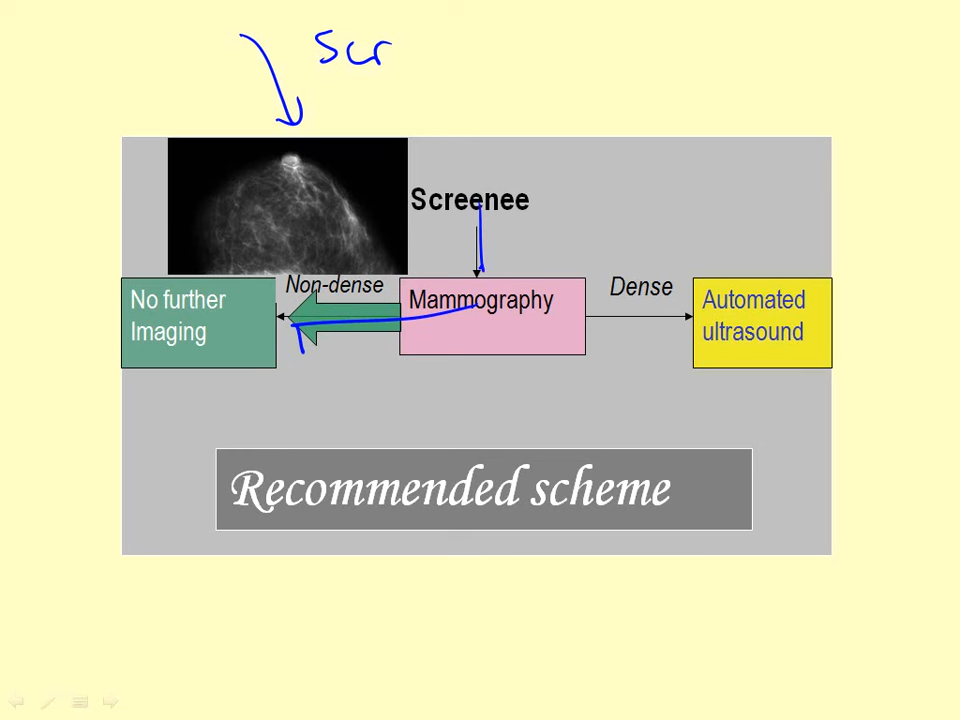 Scr
Screenee
Non-dense
Dense
No further
Imaging
Mammography
Automated
ultrasound
Recommended scheme